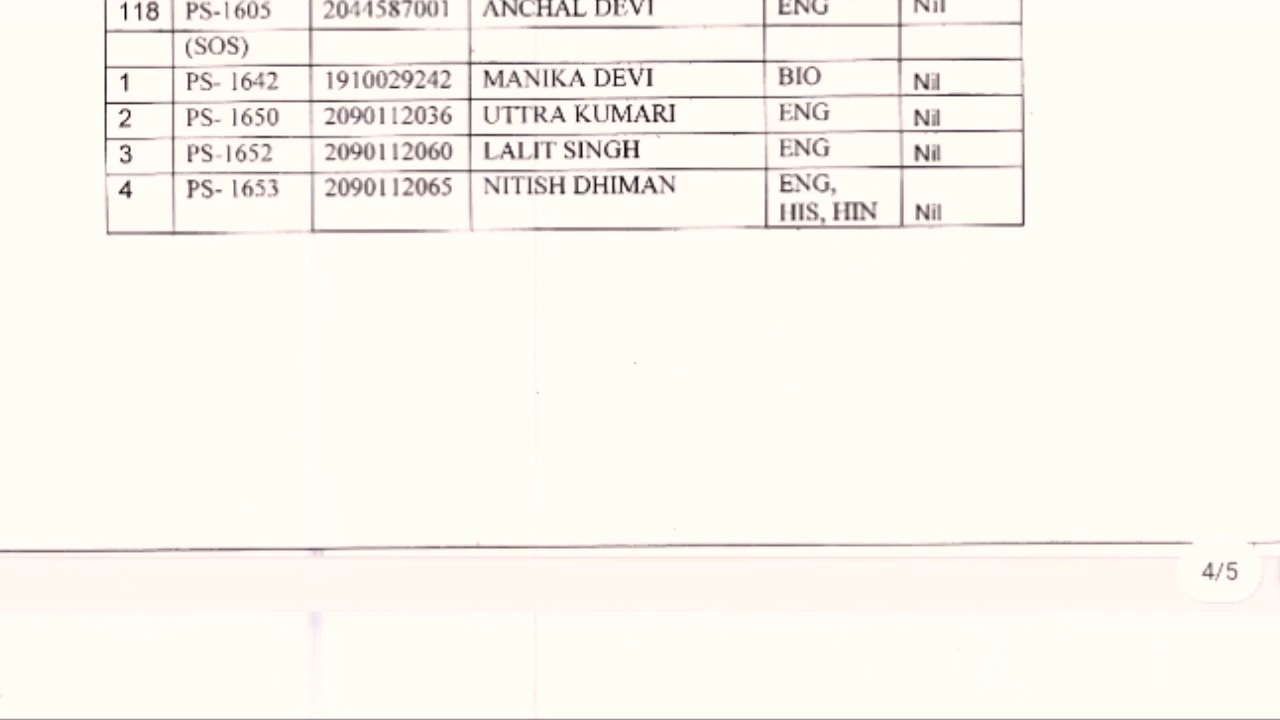 118 PS-1605 2044587001 ANCHAL DEVI ENG Nil
(SOS)
1 PS- 1642 1910029242 MANIKA DEVI BIO Nil
2 PS- 1650 2090112036 UTTRA KUMARI ENG Nil
3 PS-1652 2090112060 LALIT SINGH ENG Nil
4 PS- 1653 2090112065 NITISH DHIMAN ENG,
HIS, HIN Nil
4/5